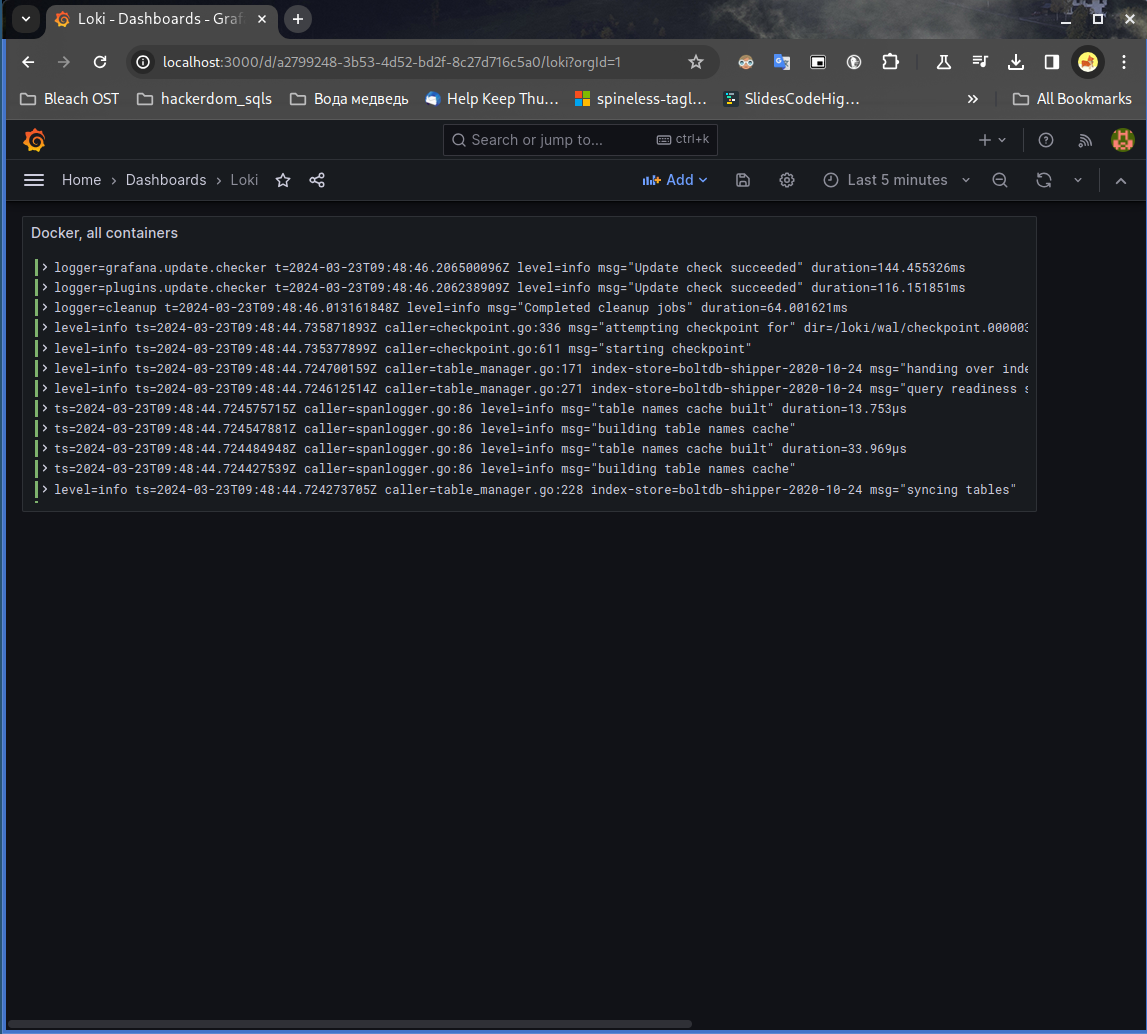 Loki - Dashboards - Graf
localhost:3000/d/a2799248-3b53-4d52-bd2f-8c27d716c5a0/loki?orgId=1
Bleach OST hackerdom_sqls Вода медведь Help Keep Thu... spineless-tagl... SlidesCodeHig... » All Bookmarks
Search or jump to... ctrl+k
Home › Dashboards › Loki Add Last 5 minutes
Docker, all containers
logger=grafana.update.checker t=2024-03-23T09:48:46.206500096Z level=info msg="Update check succeeded" duration=144.455326ms
logger=plugins.update.checker t=2024-03-23T09:48:46.206238909Z level=info msg="Update check succeeded" duration=116.151851ms
logger=cleanup t=2024-03-23T09:48:46.013161848Z level=info msg="Completed cleanup jobs" duration=64.001621ms
level=info ts=2024-03-23T09:48:44.735871893Z caller=checkpoint.go:336 msg="attempting checkpoint for" dir=/loki/wal/checkpoint.000003
level=info ts=2024-03-23T09:48:44.735377899Z caller=checkpoint.go:611 msg="starting checkpoint"
level=info ts=2024-03-23T09:48:44.724700159Z caller=table_manager.go:171 index-store=boltdb-shipper-2020-10-24 msg="handing over inde
level=info ts=2024-03-23T09:48:44.724612514Z caller=table_manager.go:271 index-store=boltdb-shipper-2020-10-24 msg="query readiness s
ts=2024-03-23T09:48:44.724575715Z caller=spanlogger.go:86 level=info msg="table names cache built" duration=13.753µs
ts=2024-03-23T09:48:44.724547881Z caller=spanlogger.go:86 level=info msg="building table names cache"
ts=2024-03-23T09:48:44.724484948Z caller=spanlogger.go:86 level=info msg="table names cache built" duration=33.969µs
ts=2024-03-23T09:48:44.724427539Z caller=spanlogger.go:86 level=info msg="building table names cache"
level=info ts=2024-03-23T09:48:44.724273705Z caller=table_manager.go:228 index-store=boltdb-shipper-2020-10-24 msg="syncing tables"